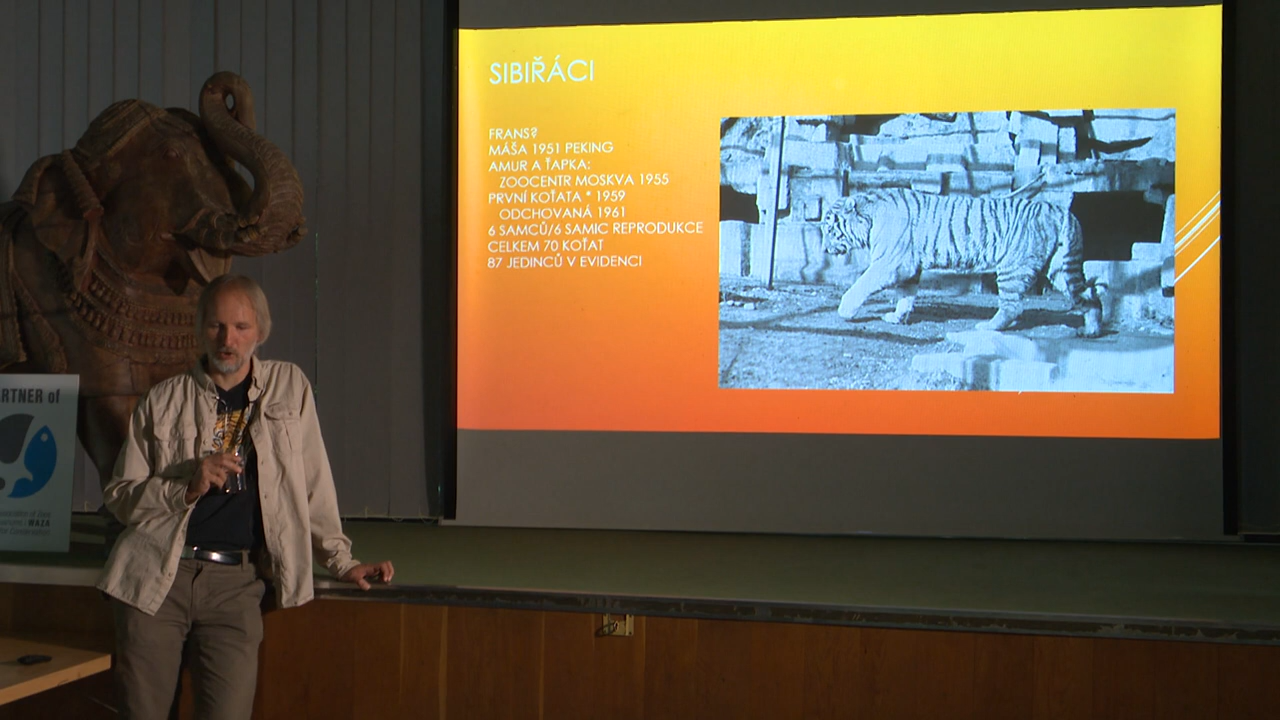 SIBIŘÁCI
FRANS?
MÁŠA 1951 PEKING
AMUR A ŤAPKA:
ZOOCENTR MOSKVA 1955
PRVNÍ KOŤATA * 1959
ODCHOVANÁ 1961
6 SAMCŮ/6 SAMIC REPRODUKCE
CELKEM 70 KOŤAT
87 JEDINCŮ V EVIDENCI
RTNER of
WAZA